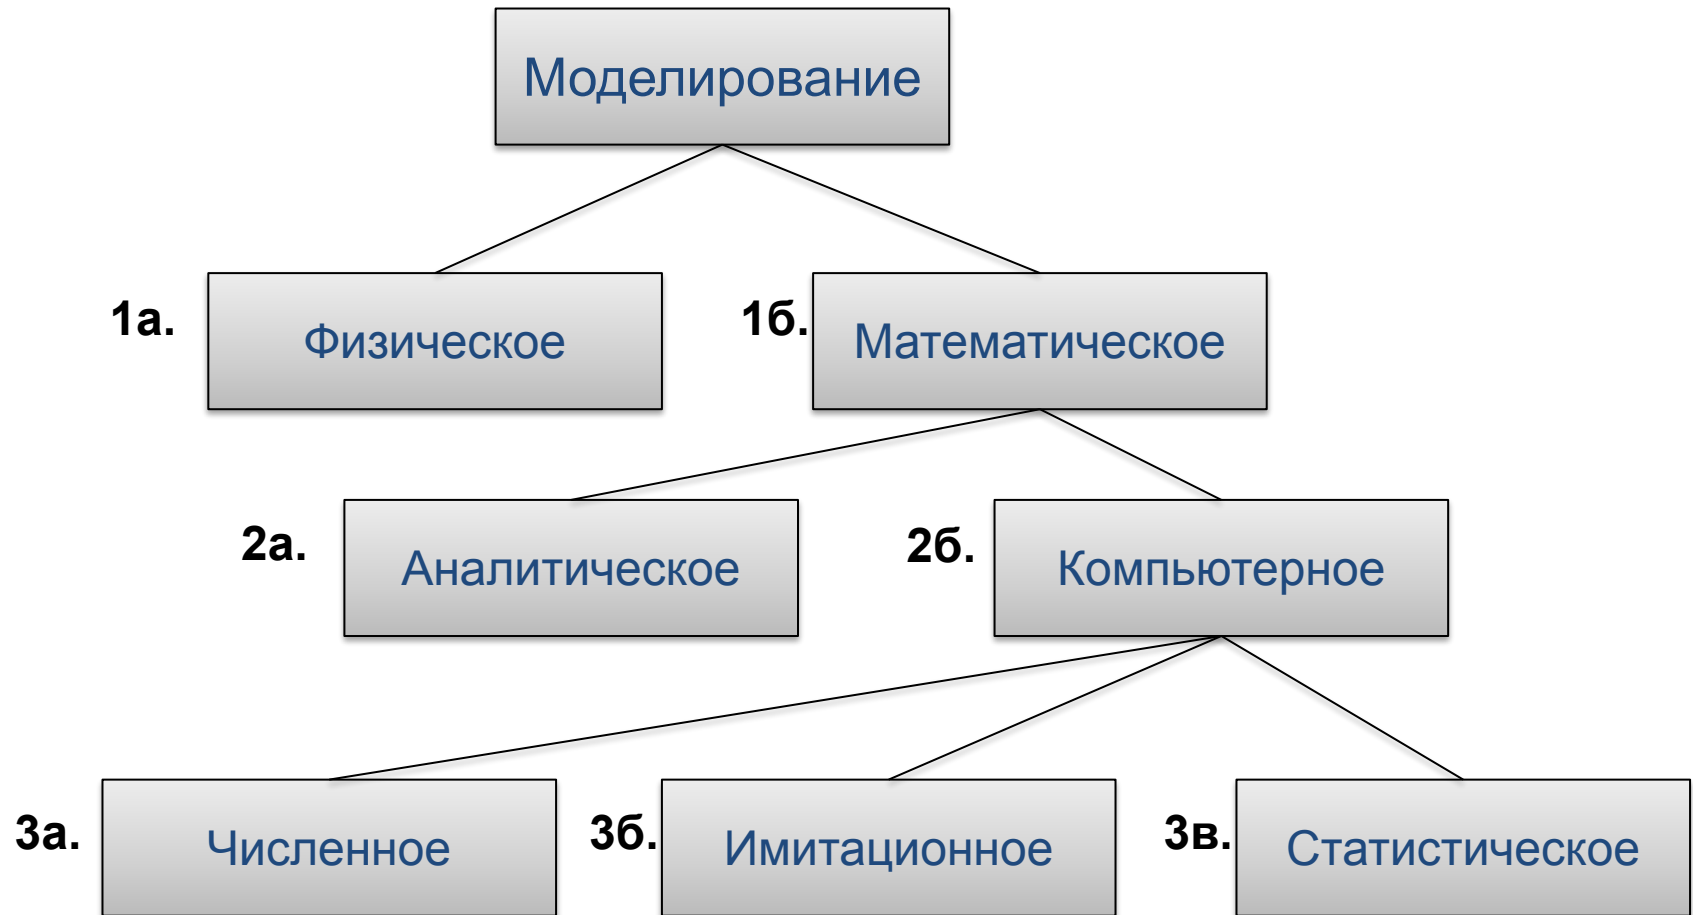 Моделирование
1а.
Физическое
1б.
Математическое
2а.
Аналитическое
2б.
Компьютерное
3а.
Численное
3б.
Имитационное
3в.
Статистическое